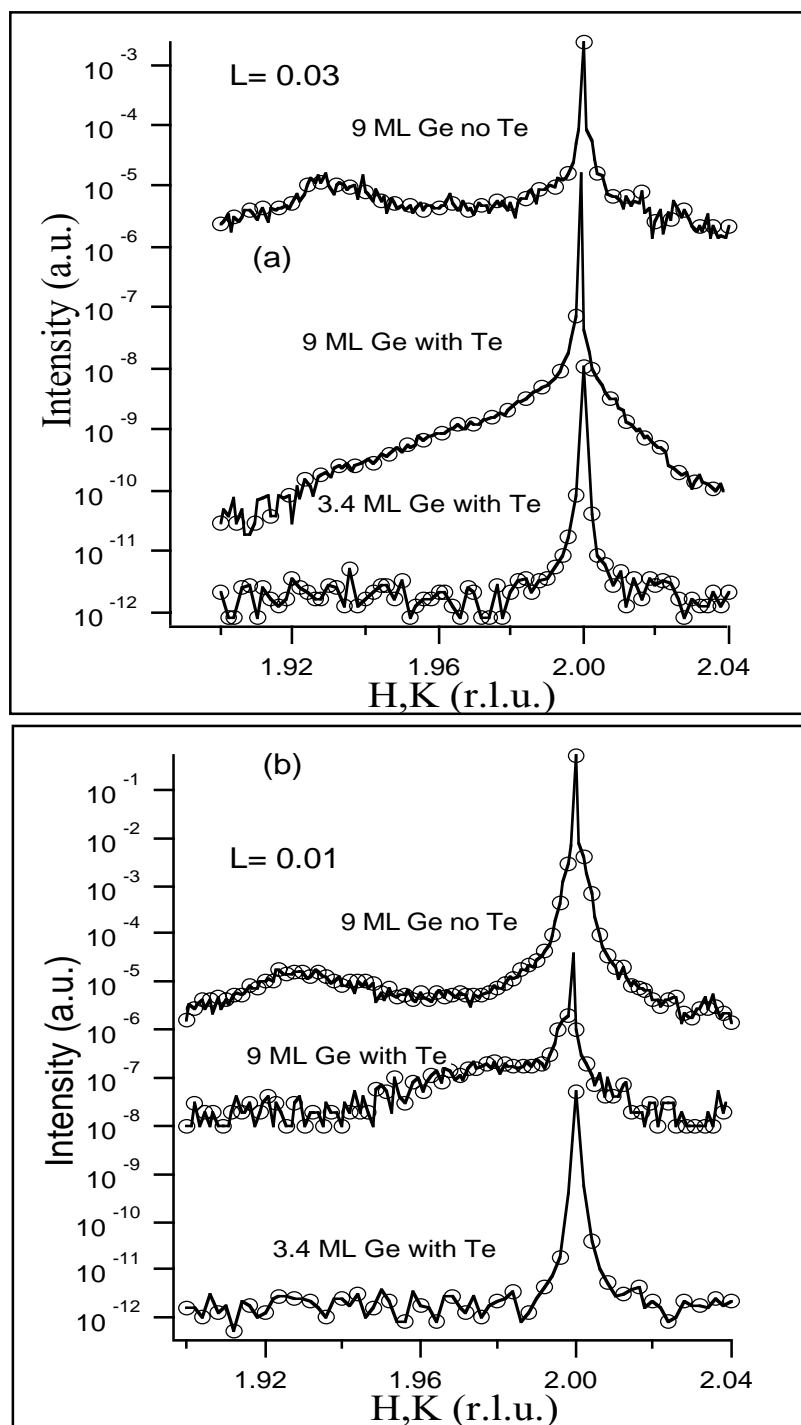 10 -3
L= 0.03
9 ML Ge no Te
10 -4
10 -5
10 -6
(a)
10 -7
9 ML Ge with Te
10 -8
10 -9
10 -10
3.4 ML Ge with Te
10 -11
10 -12
Intensity (a.u.)
1.92
1.96
2.00
2.04
H,K (r.l.u.)
(b)
10 -1
10 -2
L= 0.01
10 -3
9 ML Ge no Te
10 -4
10 -5
10 -6
9 ML Ge with Te
10 -7
10 -8
10 -9
10 -10
3.4 ML Ge with Te
10 -11
10 -12
Intensity (a.u.)
1.92
1.96
2.00
2.04
H,K (r.l.u.)